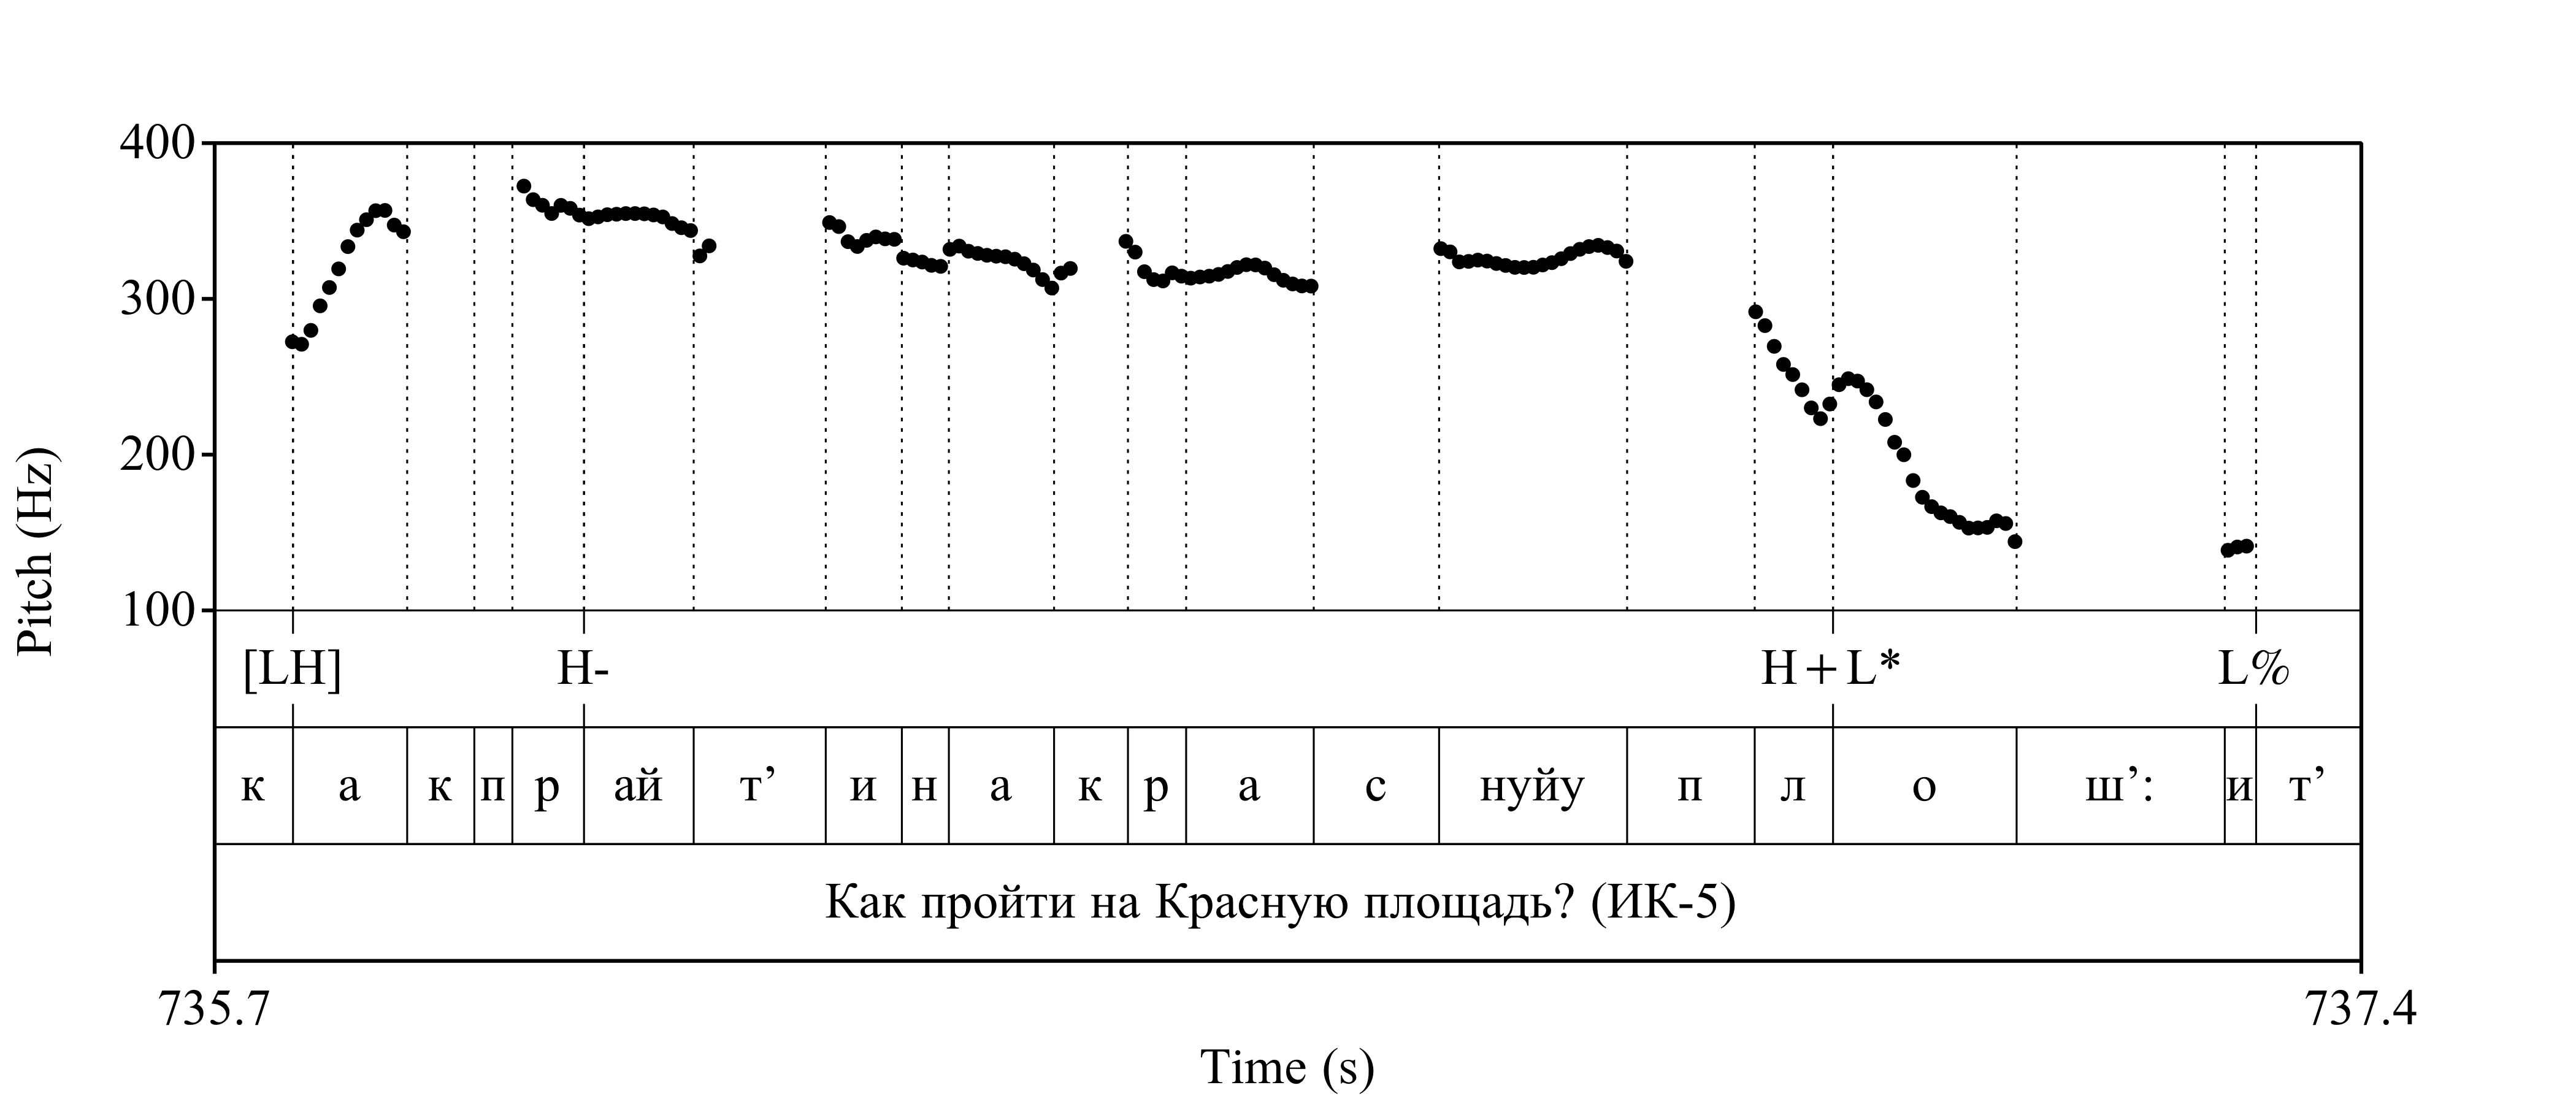 400
300
200
100
Pitch (Hz)
[LH] H- H+L* L%
к а к п р ай т’ и н а к р а с нуйу п л о ш’: и т’
Как пройти на Красную площадь? (ИК-5)
735.7 737.4
Time (s)